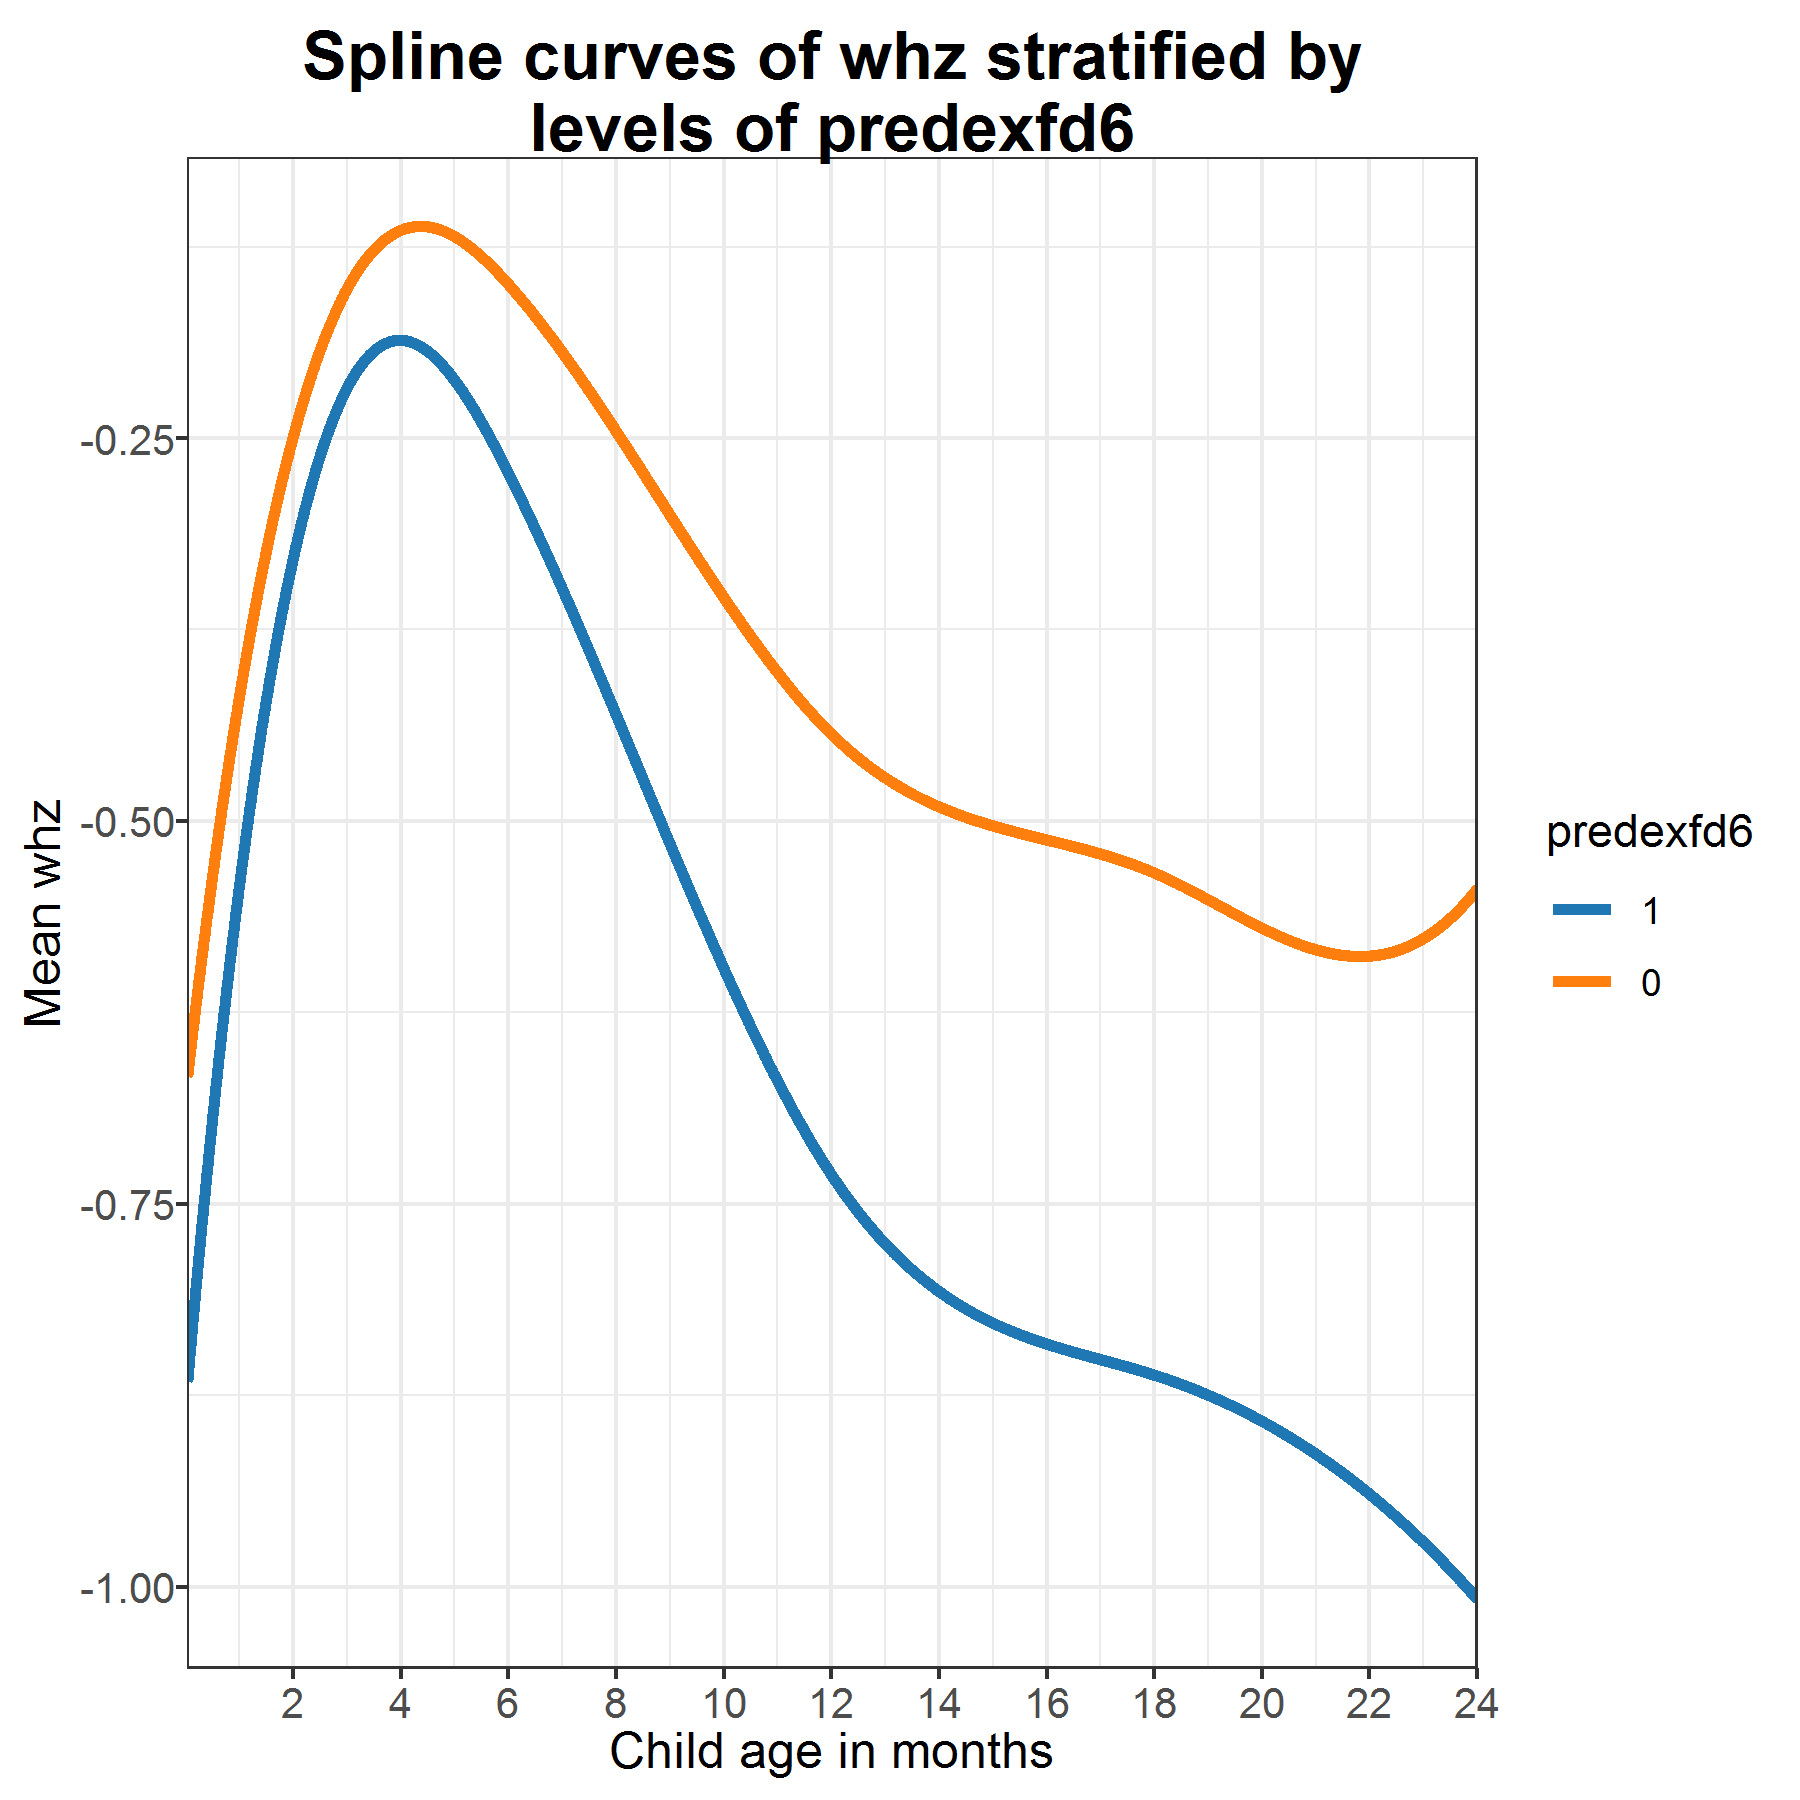 Spline curves of whz stratified by
levels of predexfd6
Mean whz
-0.25
-0.50
-0.75
-1.00
2 4 6 8 10 12 14 16 18 20 22 24
Child age in months
predexfd6
1
0